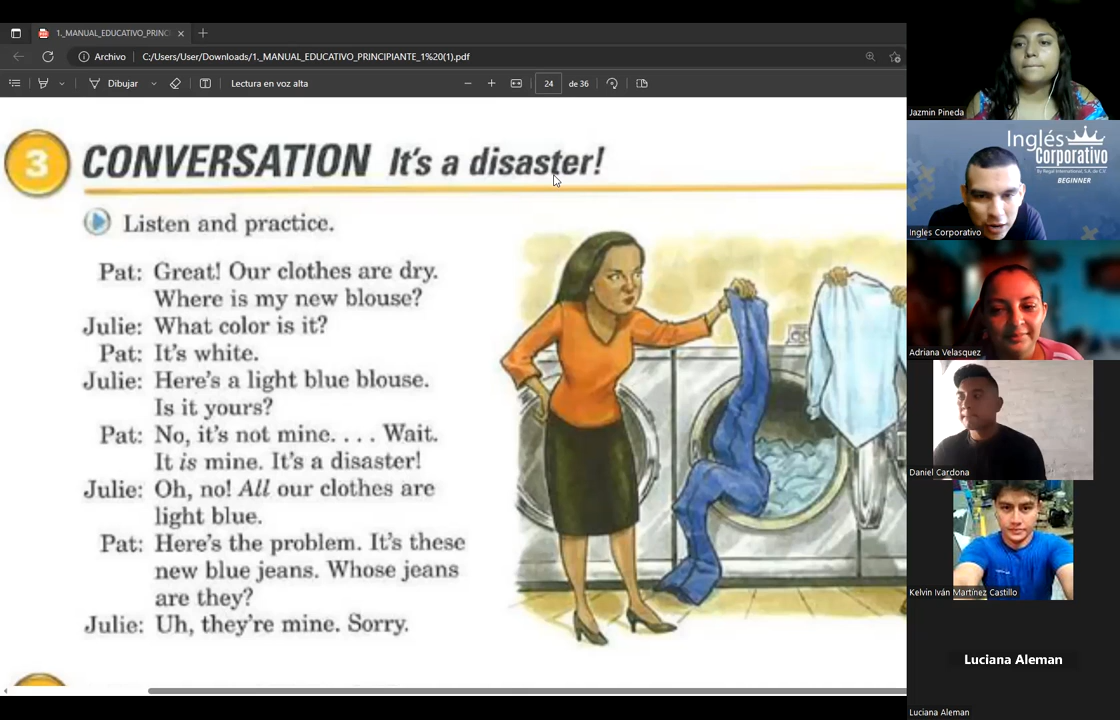 1._MANUAL_EDUCATIVO_PRINCI
Archivo
C:/Users/User/Downloads/1._MANUAL_EDUCATIVO_PRINCIPIANTE_1%20(1).pdf
Dibujar
Lectura en voz alta
24
de 36
3 CONVERSATION It's a disaster!
Listen and practice.
Pat: Great! Our clothes are dry.
Where is my new blouse?
Julie: What color is it?
Pat: It's white.
Julie: Here's a light blue blouse.
Is it yours?
Pat: No, it's not mine. . . . Wait.
It is mine. It's a disaster!
Julie: Oh, no! All our clothes are
light blue.
Pat: Here's the problem. It's these
new blue jeans. Whose jeans
are they?
Julie: Uh, they're mine. Sorry.
Jazmin Pineda
Inglés
Corporativo
By Regal International, S.A. de C.V.
BEGINNER
Ingles Corporativo
Adriana Velasquez
Daniel Cardona
Kelvin Iván Martínez Castillo
Luciana Aleman
Luciana Aleman